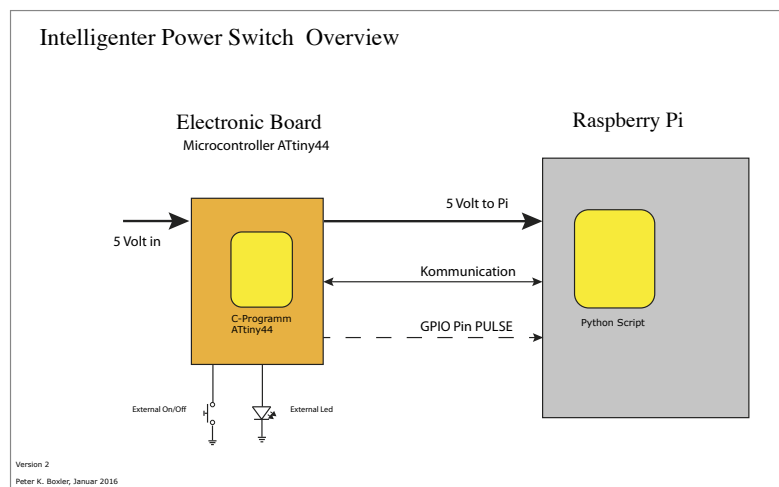 Intelligenter Power Switch  Overview
Electronic Board
Microcontroller ATtiny44
Raspberry Pi
5 Volt in
5 Volt to Pi
Kommunication
GPIO Pin PULSE
C-Programm
ATtiny44
Python Script
External On/Off
External Led
Version 2
Peter K. Boxler, Januar 2016